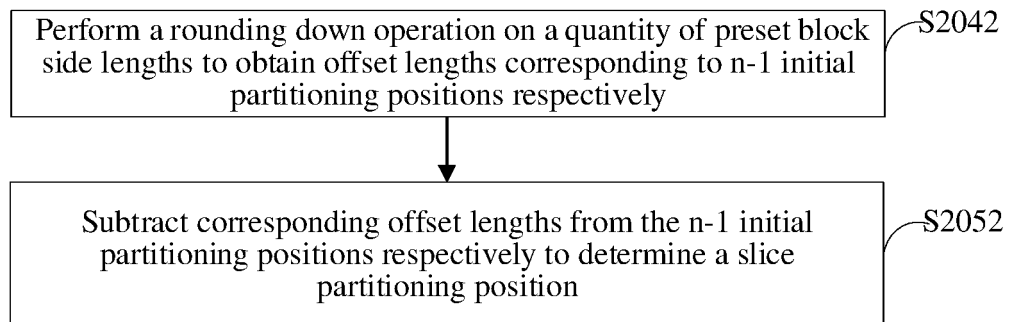 Perform a rounding down operation on a quantity of preset block
side lengths to obtain offset lengths corresponding to n-1 initial
partitioning positions respectively
S2042
Subtract corresponding offset lengths from the n-1 initial
partitioning positions respectively to determine a slice
partitioning position
S2052